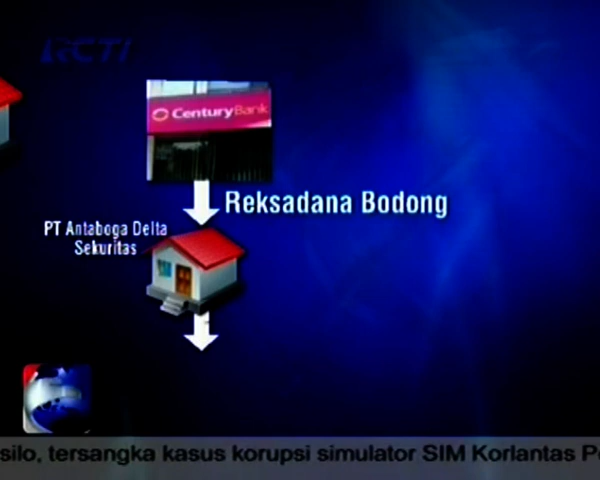 RCTI
CenturyBank
Reksadana Bodong
PT Antaboga Delta
Sekuritas
silo, tersangka kasus korupsi simulator SIM Korlantas